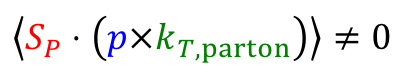 ⟨S_P · (p×k_{T,parton})⟩ ≠ 0